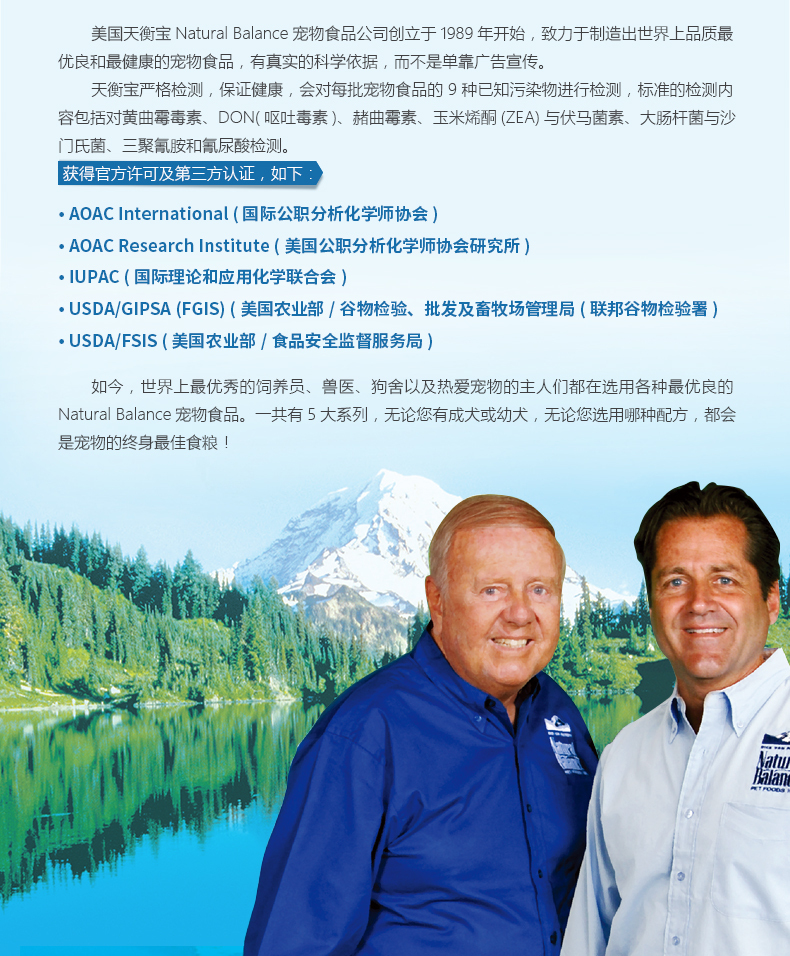 美国天衡宝 Natural Balance 宠物食品公司创立于 1989 年开始，致力于制造出世界上品质最
优良和最健康的宠物食品，有真实的科学依据，而不是单靠广告宣传。
天衡宝严格检测，保证健康，会对每批宠物食品的 9 种已知污染物进行检测，标准的检测内
容包括对黄曲霉毒素、DON( 呕吐毒素 )、赭曲霉素、玉米烯酮 (ZEA) 与伏马菌素、大肠杆菌与沙
门氏菌、三聚氰胺和氰尿酸检测。
获得官方许可及第三方认证，如下：
• AOAC International ( 国际公职分析化学师协会 )
• AOAC Research Institute ( 美国公职分析化学师协会研究所 )
• IUPAC ( 国际理论和应用化学联合会 )
• USDA/GIPSA (FGIS) ( 美国农业部 / 谷物检验、批发及畜牧场管理局 ( 联邦谷物检验署 )
• USDA/FSIS ( 美国农业部 / 食品安全监督服务局 )
如今，世界上最优秀的饲养员、兽医、狗舍以及热爱宠物的主人们都在选用各种最优良的
Natural Balance 宠物食品。一共有 5 大系列，无论您有成犬或幼犬，无论您选用哪种配方，都会
是宠物的终身最佳食粮！
Natur
Balanc
PET FOODS